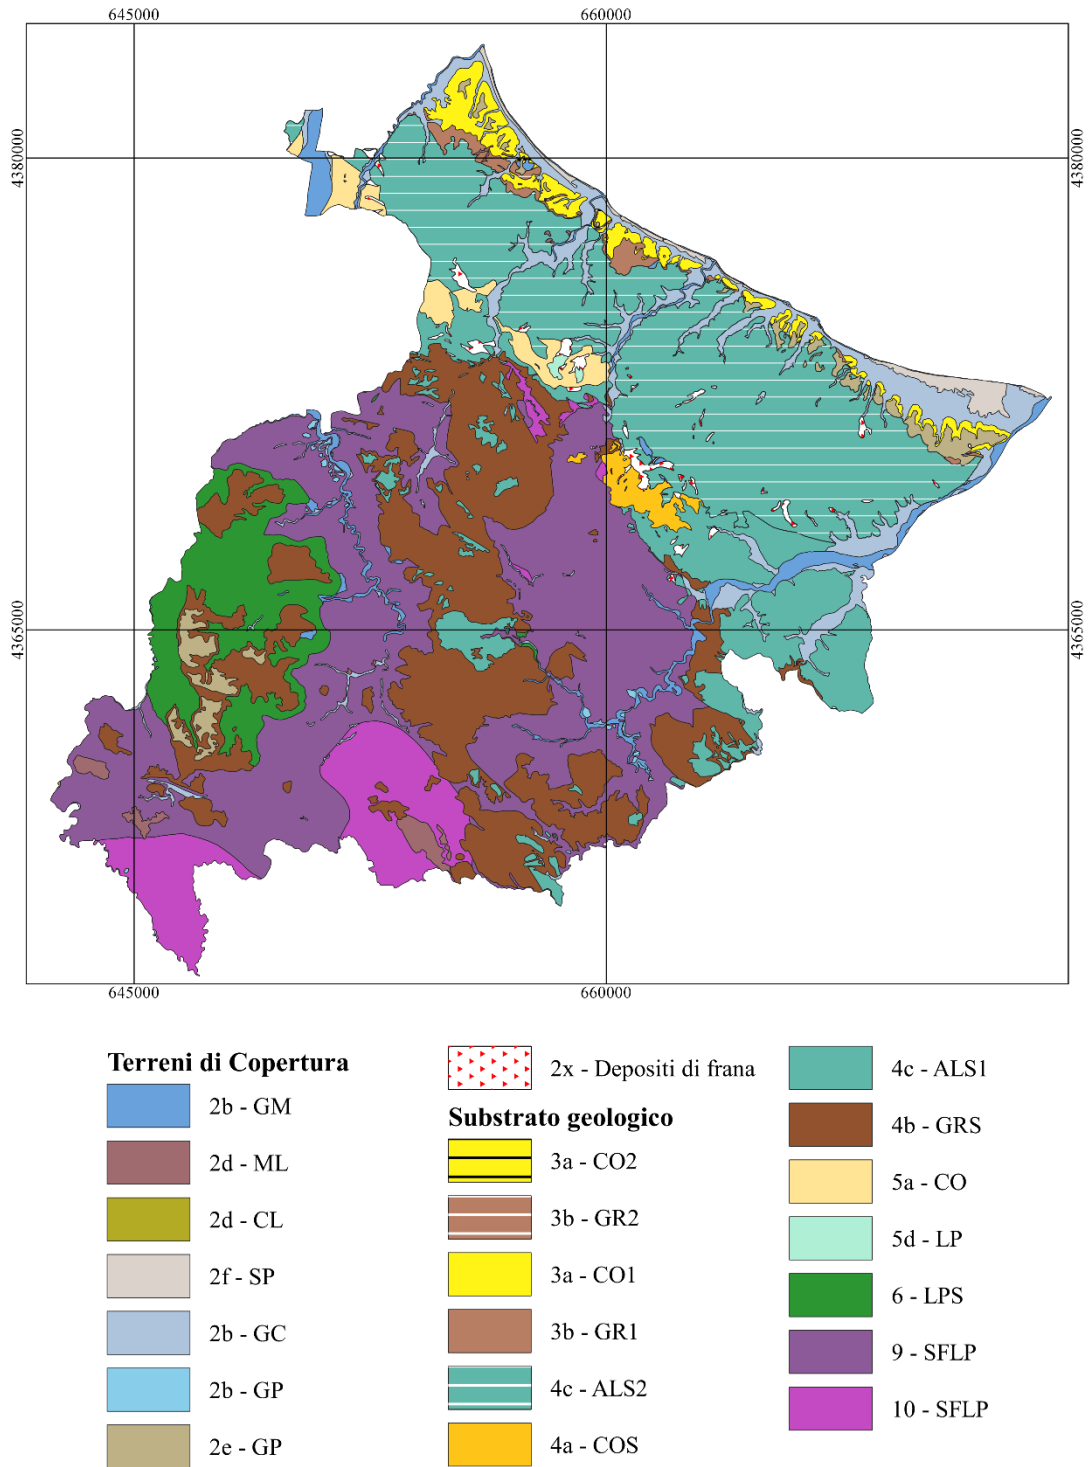 645000
660000
4380000
4380000
4365000
4365000
645000
660000
Terreni di Copertura
2b - GM
2d - ML
2d - CL
2f - SP
2b - GC
2b - GP
2e - GP
2x - Depositi di frana
Substrato geologico
3a - CO2
3b - GR2
3a - CO1
3b - GR1
4c - ALS2
4a - COS
4c - ALS1
4b - GRS
5a - CO
5d - LP
6 - LPS
9 - SFLP
10 - SFLP